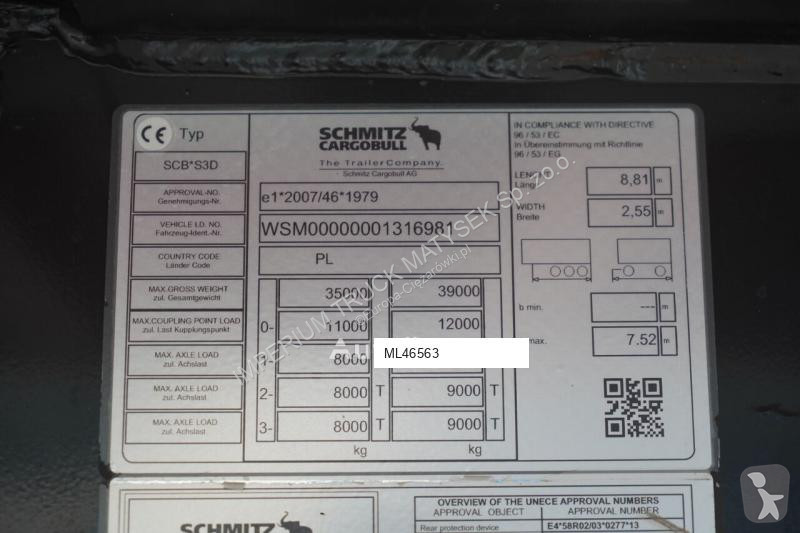 CE Typ
SCB*S3D
SCHMITZ
CARGOBULL
The TrailerCompany.
Schmitz Cargobull AG
APPROVAL-NO.
Genehmigungs-Nr.
e1*2007/46*1979
VEHICLE I.D. NO.
Fahrzeug-Ident.-Nr.
WSM00000001316981
COUNTRY CODE:
Länder Code
PL
MAX.GROSS WEIGHT
zul. Gesamtgewicht
35000 39000
MAX.COUPLING POINT LOAD
zul. Last Kupplungspunkt
0- 11000 12000
MAX. AXLE LOAD
zul. Achslast
8000
ML46563
MAX. AXLE LOAD
zul. Achslast
2- 8000 T 9000 T
MAX. AXLE LOAD
zul. Achslast
3- 8000 T 9000 T
kg kg
IN COMPLIANCE WITH DIRECTIVE
96 / 53 / EC
In Übereinstimmung mit Richtlinie
96 / 53 / EG
LENGTH
Länge
8,81 m
WIDTH
Breite
2,55 m
b min. --- m
max. 7.52 m
IMPERIUM TRUCK MATYSEK Sp. zo.o.
Europa-Ciężarówki.pl
SCHMITZ
OVERVIEW OF THE UNECE APPROVAL NUMBERS
APPROVAL OBJECT APPROVAL NUMBER
Rear protection device E4*58R02/03*0277*13